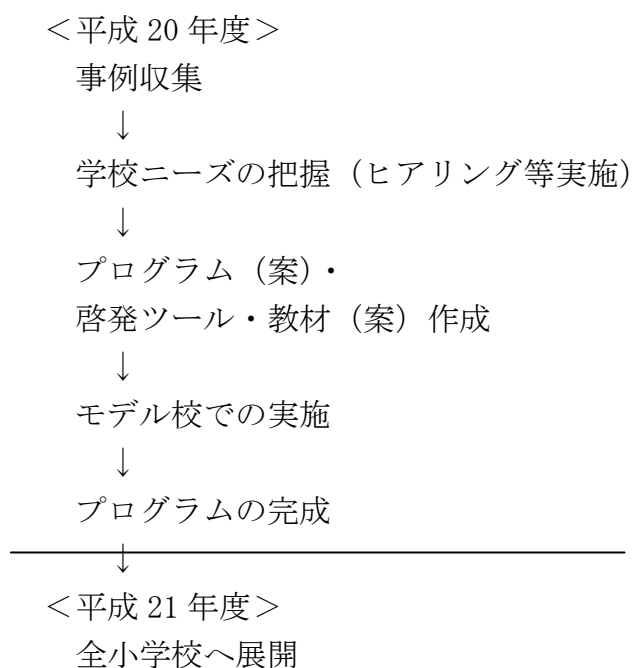 ＜平成 20 年度＞
事例収集
↓
学校ニーズの把握（ヒアリング等実施）
↓
プログラム（案）・
啓発ツール・教材（案）作成
↓
モデル校での実施
↓
プログラムの完成
↓
＜平成 21 年度＞
全小学校へ展開